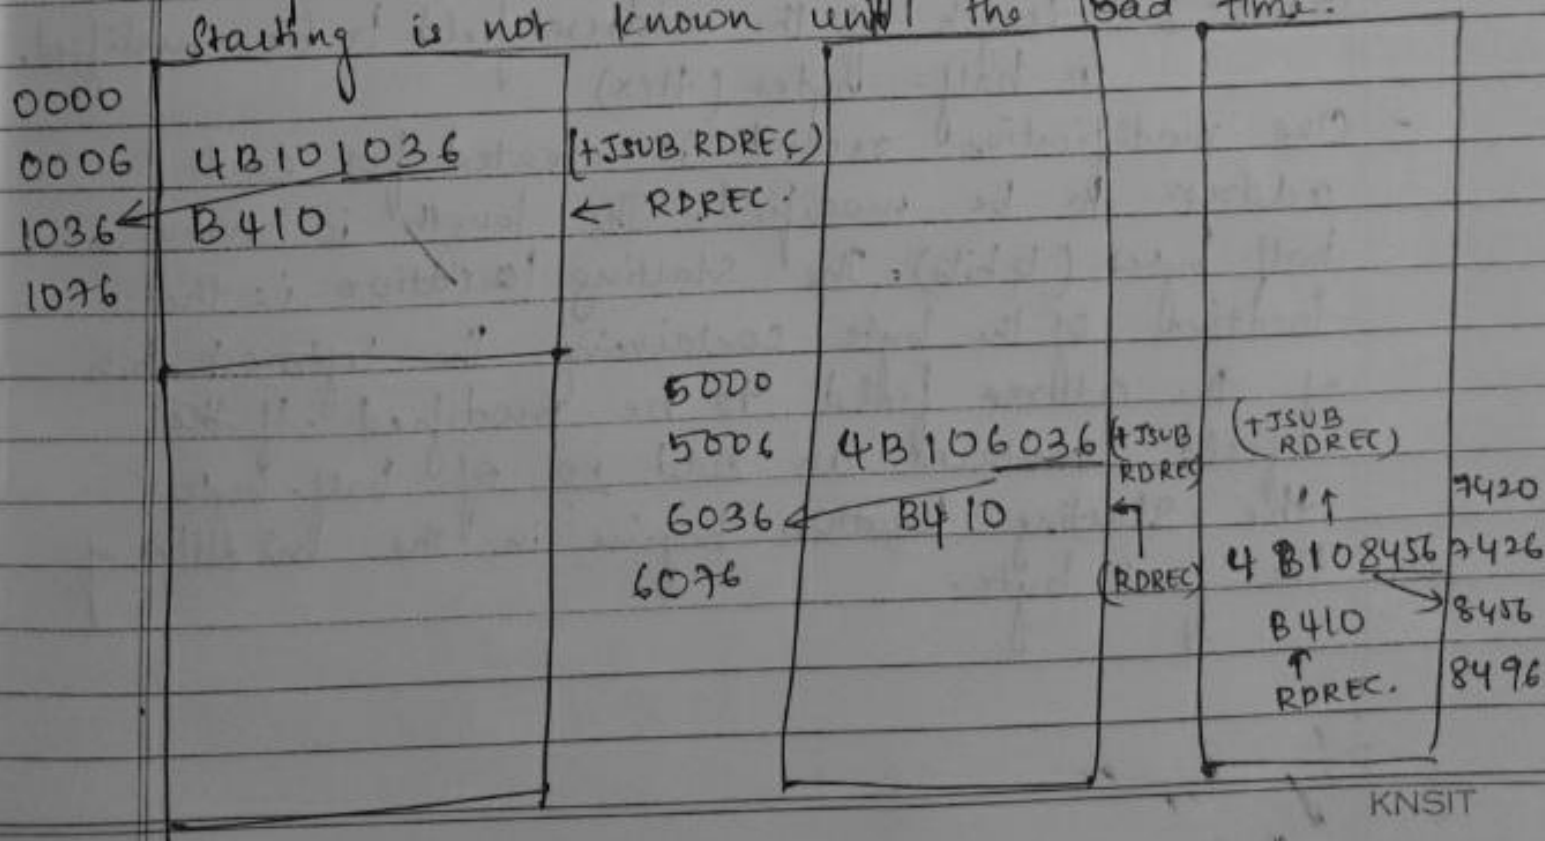 Starting is not known until the load time.
0000
0006 4B101036 (+JSUB RDREC)
1036 B410 ← RDREC.
1076
5000
5006 4B106036 (+JSUB RDREC)
6036 B410 (RDREC)
6076
(+JSUB RDREC)
7420
4B108456 7426
B410 8456
RDREC. 8496
KNSIT